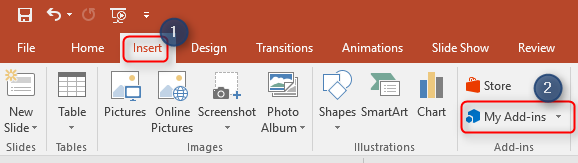 1
File Home Insert Design Transitions Animations Slide Show Review
2
New Slide
Table
Pictures
Online Pictures
Screenshot
Photo Album
Shapes
SmartArt
Chart
Store
My Add-ins
Slides Tables Images Illustrations Add-ins